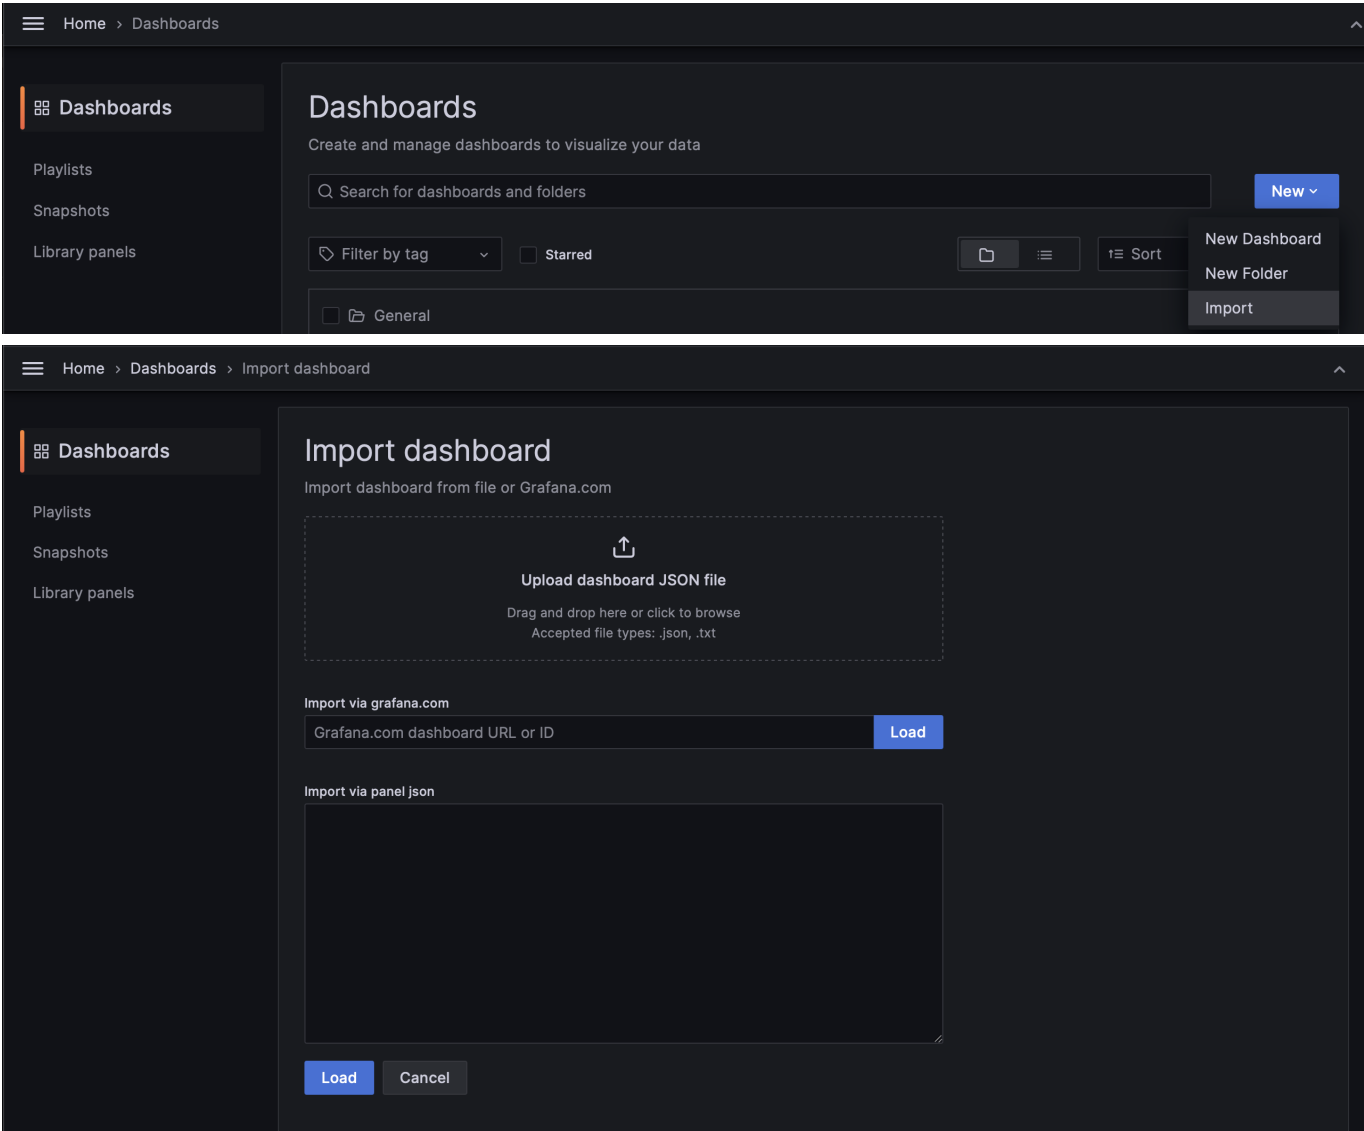 Home › Dashboards
Dashboards
Playlists
Snapshots
Library panels
Dashboards
Create and manage dashboards to visualize your data
Search for dashboards and folders
New
Filter by tag
Starred
Sort
New Dashboard
New Folder
Import
General
Home › Dashboards › Import dashboard
Dashboards
Playlists
Snapshots
Library panels
Import dashboard
Import dashboard from file or Grafana.com
Upload dashboard JSON file
Drag and drop here or click to browse
Accepted file types: .json, .txt
Import via grafana.com
Grafana.com dashboard URL or ID
Load
Import via panel json
Load
Cancel